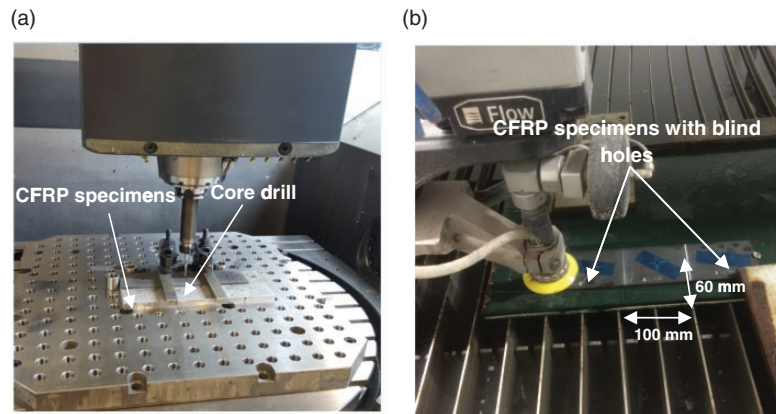 (a)
(b)
CFRP specimens
Core drill
Flow
CFRP specimens with blind
holes
60 mm
100 mm